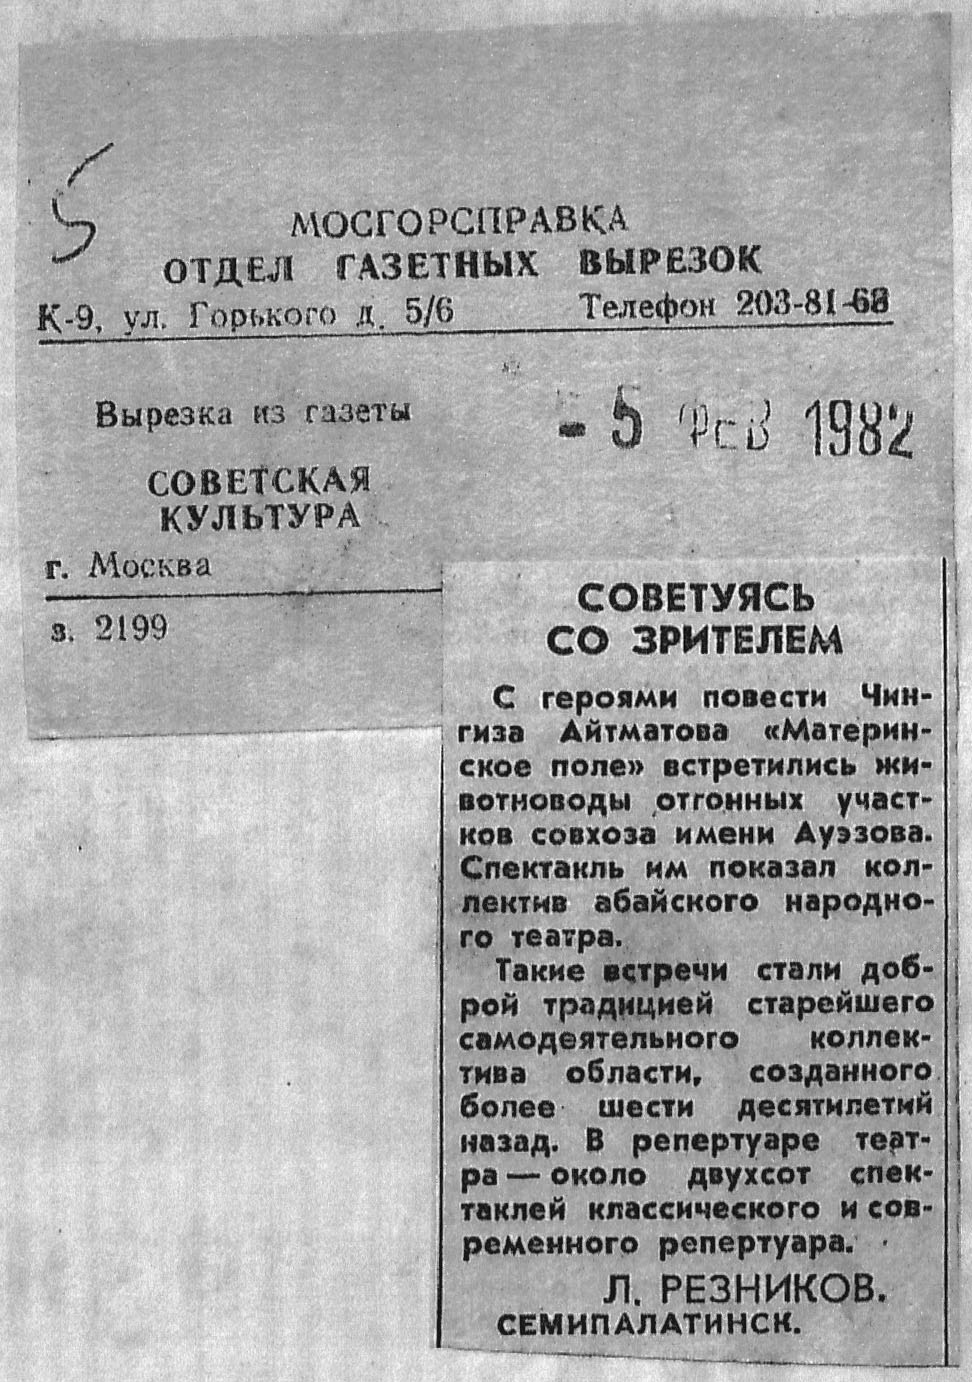 5
МОСГОРСПРАВКА
ОТДЕЛ ГАЗЕТНЫХ ВЫРЕЗОК
К-9, ул. Горького д. 5/6 Телефон 203-81-63
Вырезка из газеты
- 5 ФЕВ 1982
СОВЕТСКАЯ
КУЛЬТУРА
г. Москва
з. 2199
СОВЕТУЯСЬ
СО ЗРИТЕЛЕМ
С героями повести Чин-
гиза Айтматова «Материн-
ское поле» встретились жи-
вотноводы отгонных участ-
ков совхоза имени Ауэзова.
Спектакль им показал кол-
лектив абайского народно-
го театра.
Такие встречи стали доб-
рой традицией старейшего
самодеятельного коллек-
тива области, созданного
более шести десятилетий
назад. В репертуаре теат-
ра — около двухсот спек-
таклей классического и сов-
ременного репертуара.
Л. РЕЗНИКОВ.
СЕМИПАЛАТИНСК.